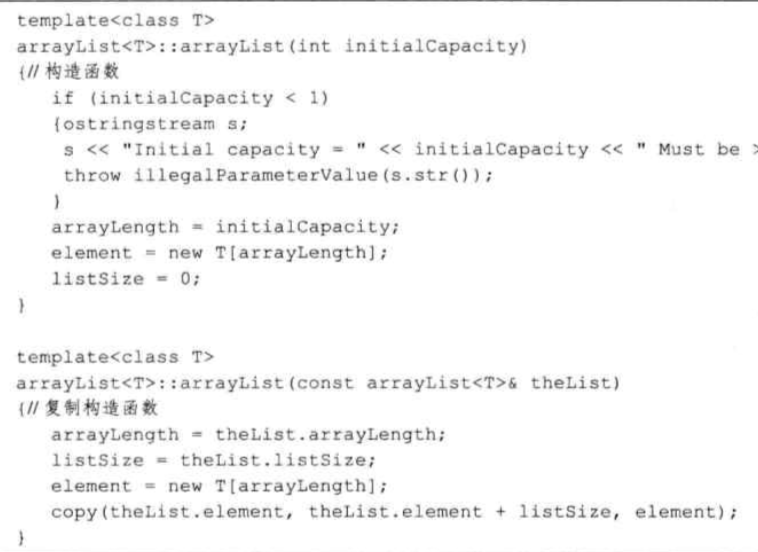 template<class T>
arrayList<T>::arrayList(int initialCapacity)
{// 构造函数
   if (initialCapacity < 1)
   {ostringstream s;
    s << "Initial capacity = " << initialCapacity << " Must be >
    throw illegalParameterValue(s.str());
   }
   arrayLength = initialCapacity;
   element = new T[arrayLength];
   listSize = 0;
}
template<class T>
arrayList<T>::arrayList(const arrayList<T>& theList)
{// 复制构造函数
   arrayLength = theList.arrayLength;
   listSize = theList.listSize;
   element = new T[arrayLength];
   copy(theList.element, theList.element + listSize, element);
}